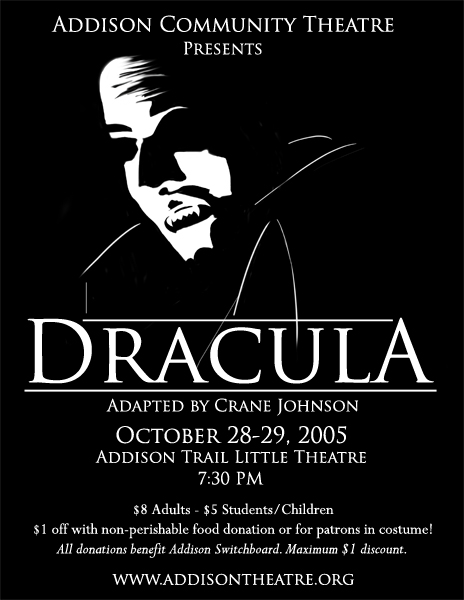 Addison Community Theatre
Presents
Dracula
Adapted by Crane Johnson
October 28-29, 2005
Addison Trail Little Theatre
7:30 PM
$8 Adults - $5 Students/Children
$1 off with non-perishable food donation or for patrons in costume!
All donations benefit Addison Switchboard. Maximum $1 discount.
www.addisontheatre.org